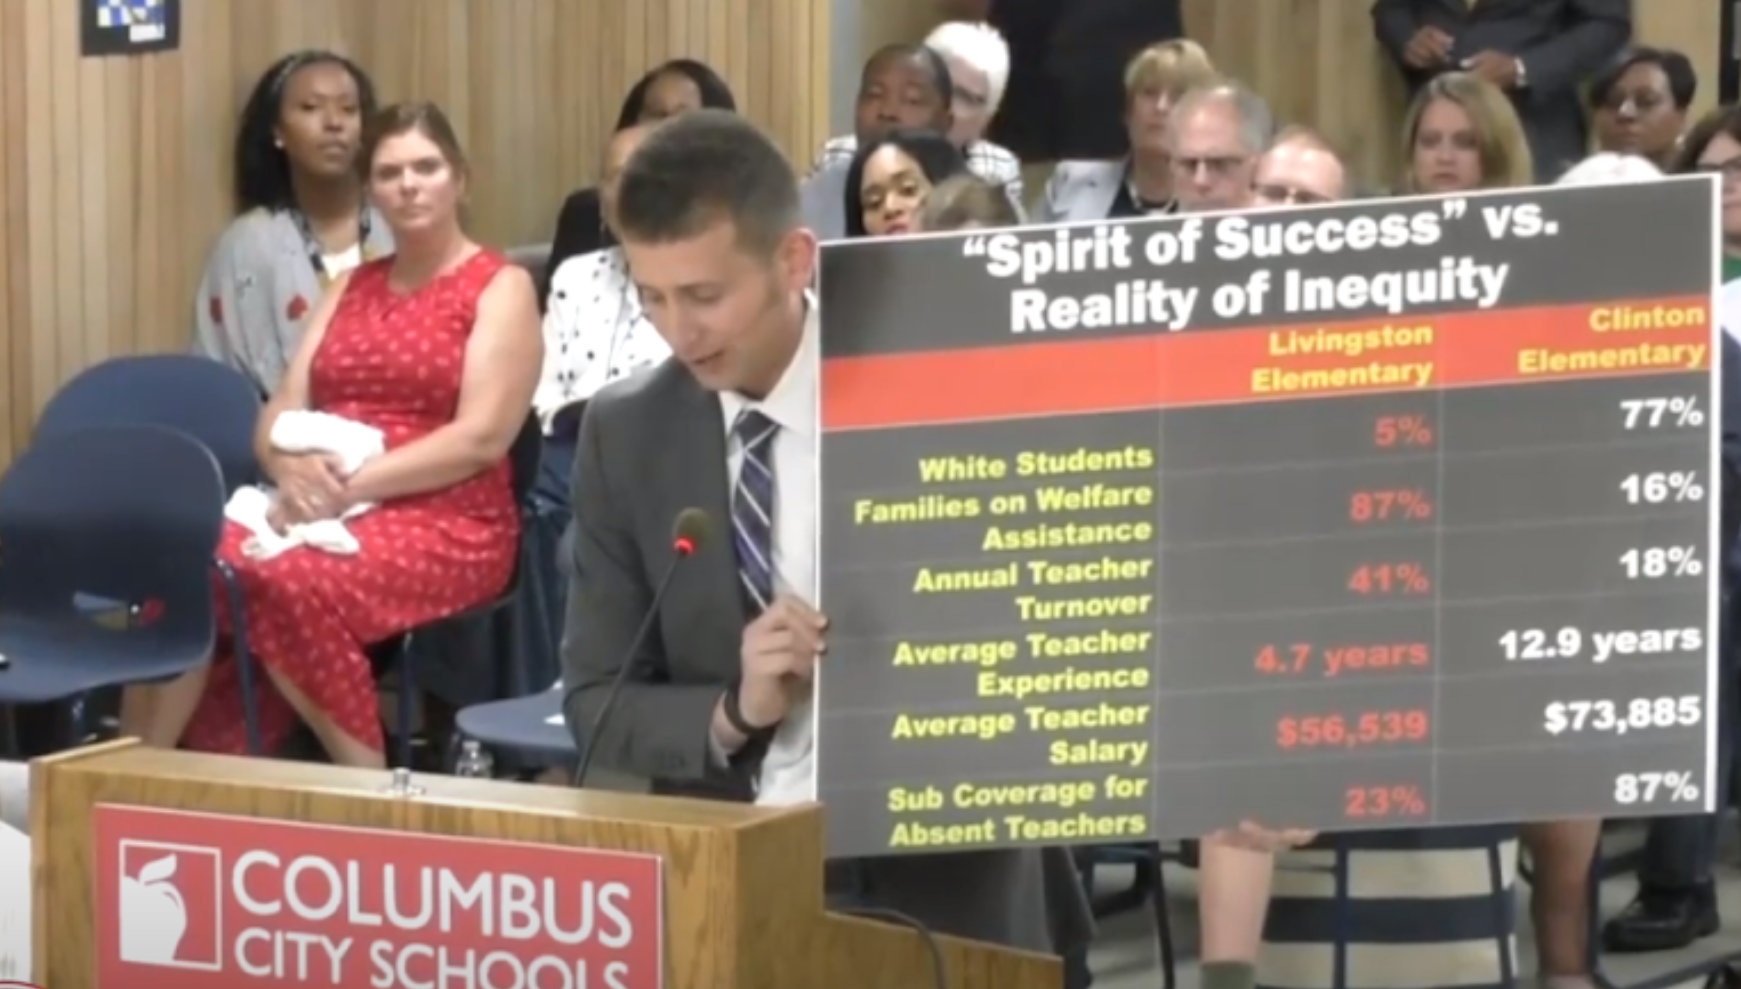 “Spirit of Success” vs.
Reality of Inequity
Livingston
Elementary
Clinton
Elementary
White Students
5%
77%
Families on Welfare
Assistance
87%
16%
Annual Teacher
Turnover
41%
18%
Average Teacher
Experience
4.7 years
12.9 years
Average Teacher
Salary
$56,539
$73,885
Sub Coverage for
Absent Teachers
23%
87%
COLUMBUS
CITY SCHOOLS